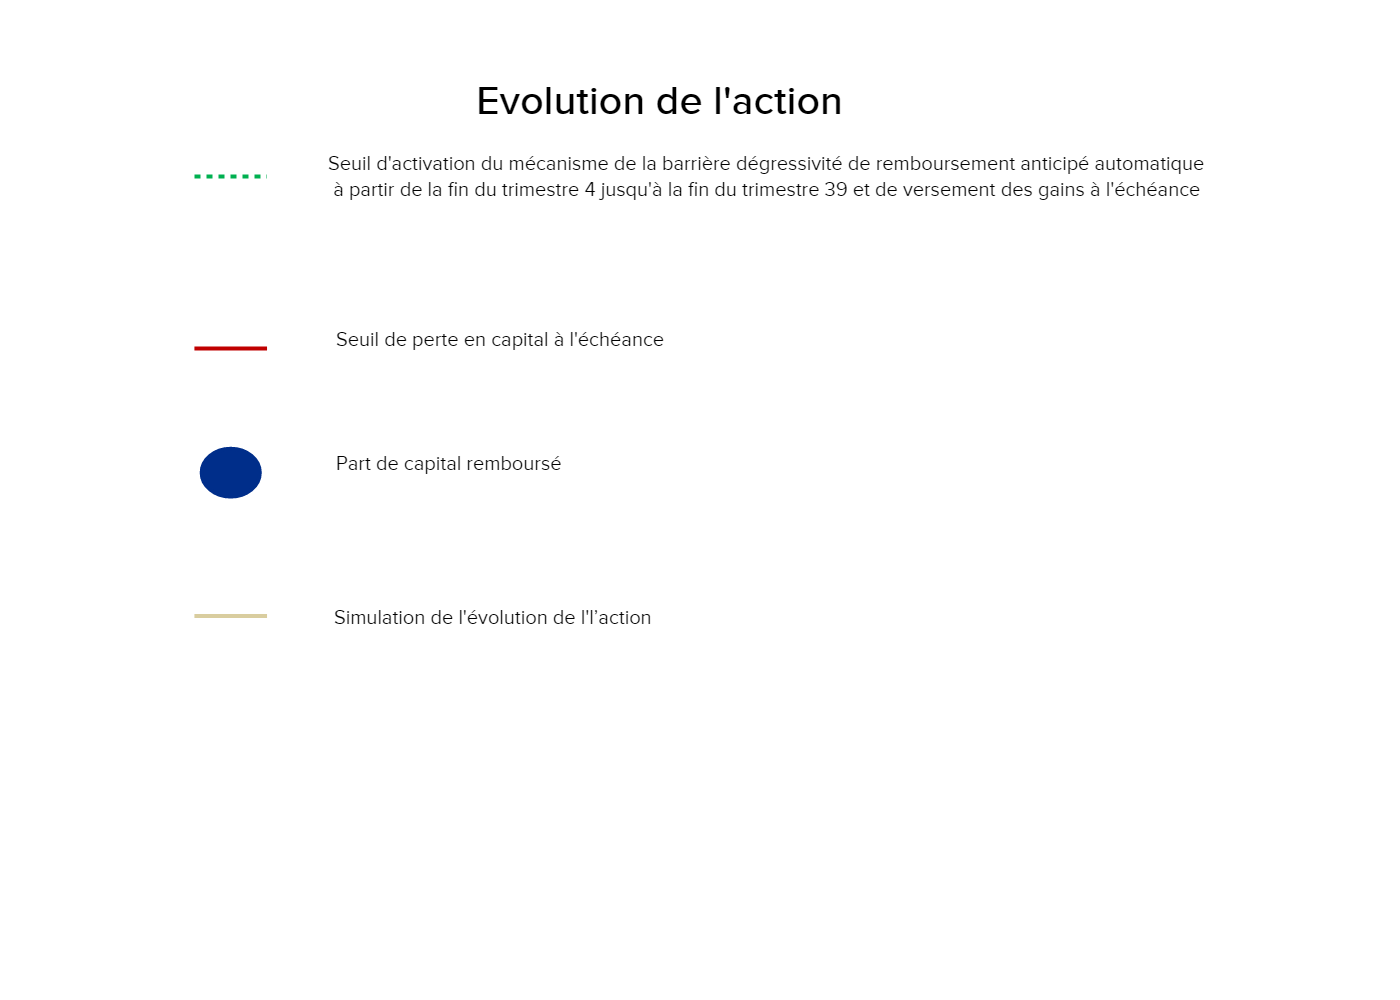 Evolution de l'action
Seuil d'activation du mécanisme de la barrière dégressivité de remboursement anticipé automatique
à partir de la fin du trimestre 4 jusqu'à la fin du trimestre 39 et de versement des gains à l'échéance
Seuil de perte en capital à l'échéance
Part de capital remboursé
Simulation de l'évolution de l'l’action